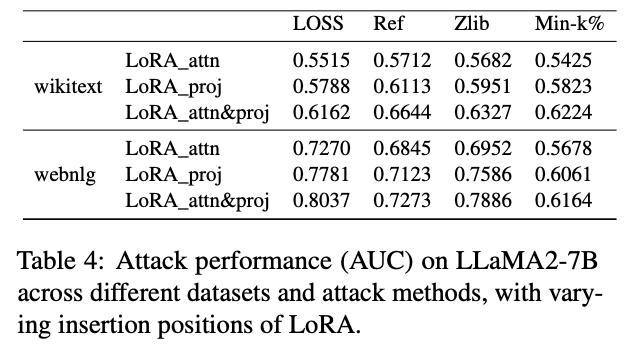 LOSS Ref Zlib Min-k%
LoRA_attn 0.5515 0.5712 0.5682 0.5425
wikitext LoRA_proj 0.5788 0.6113 0.5951 0.5823
LoRA_attn&proj 0.6162 0.6644 0.6327 0.6224
LoRA_attn 0.7270 0.6845 0.6952 0.5678
webnlg LoRA_proj 0.7781 0.7123 0.7586 0.6061
LoRA_attn&proj 0.8037 0.7273 0.7886 0.6164
Table 4: Attack performance (AUC) on LLaMA2-7B
across different datasets and attack methods, with vary-
ing insertion positions of LoRA.